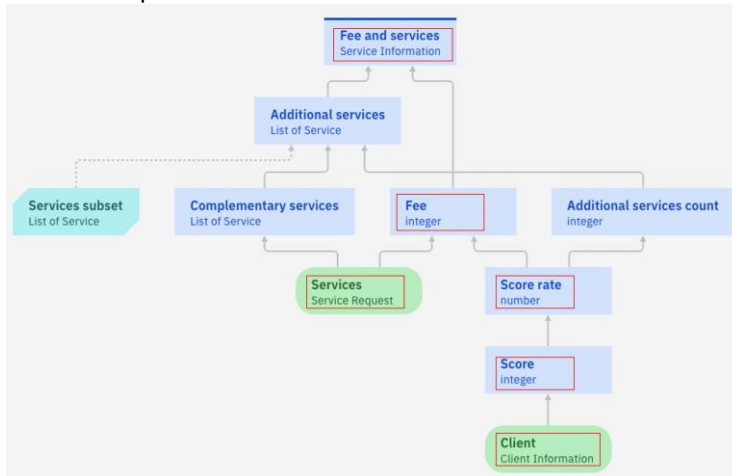 Fee and services
Service Information
Additional services
List of Service
Services subset
List of Service
Complementary services
List of Service
Fee
integer
Additional services count
integer
Services
Service Request
Score rate
number
Score
integer
Client
Client Information